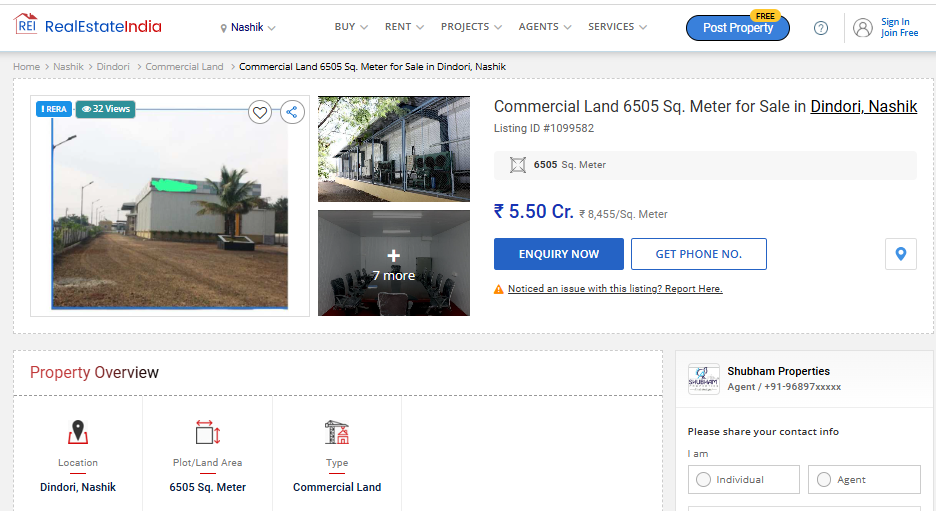 REI RealEstateIndia
Nashik
BUY RENT PROJECTS AGENTS SERVICES
FREE
Post Property
?
Sign In
Join Free
Home > Nashik > Dindori > Commercial Land > Commercial Land 6505 Sq. Meter for Sale in Dindori, Nashik
RERA
32 Views
+
7 more
Commercial Land 6505 Sq. Meter for Sale in Dindori, Nashik
Listing ID #1099582
6505 Sq. Meter
₹ 5.50 Cr. ₹ 8,455/Sq. Meter
ENQUIRY NOW
GET PHONE NO.
Noticed an issue with this listing? Report Here.
Property Overview
Location
Dindori, Nashik
Plot/Land Area
6505 Sq. Meter
Type
Commercial Land
SHUBHAM
Shubham Properties
Agent / +91-96897xxxxx
Please share your contact info
I am
Individual
Agent